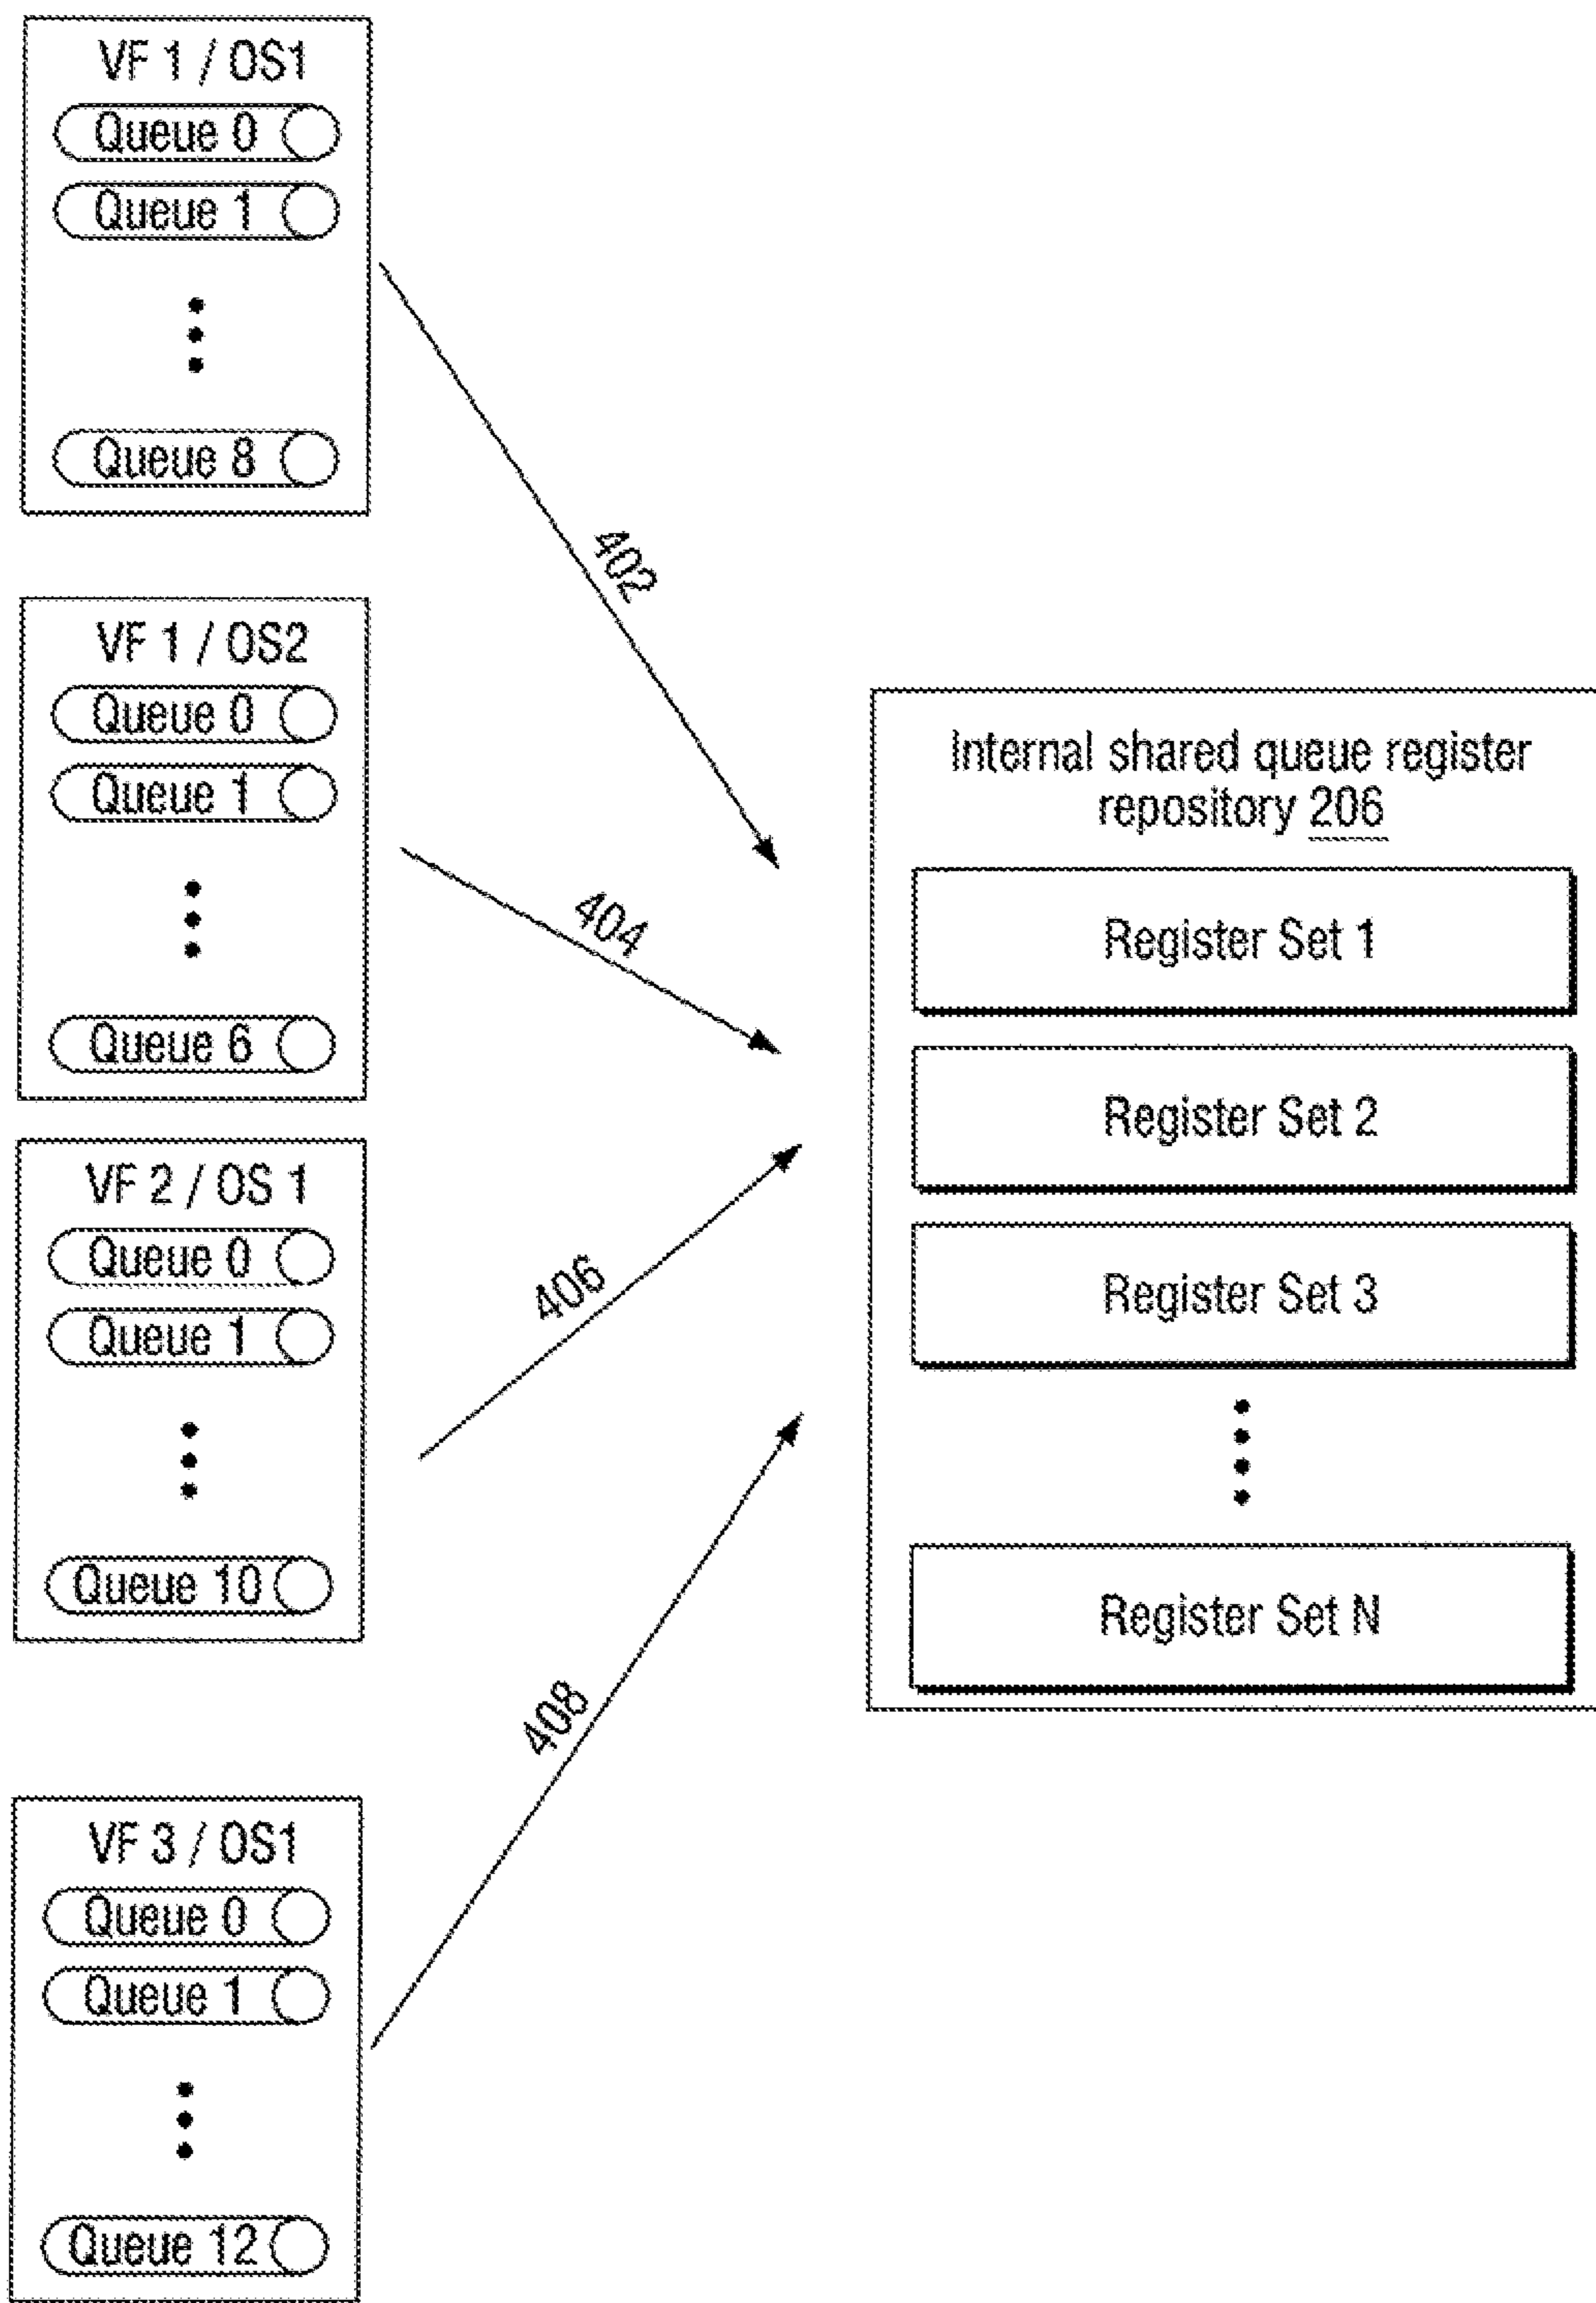 VF 1 / OS1
Queue 0
Queue 1
Queue 8
VF 1 / OS2
Queue 0
Queue 1
Queue 6
VF 2 / OS 1
Queue 0
Queue 1
Queue 10
VF 3 / OS1
Queue 0
Queue 1
Queue 12
402
404
406
408
Internal shared queue register
repository 206
Register Set 1
Register Set 2
Register Set 3
Register Set N